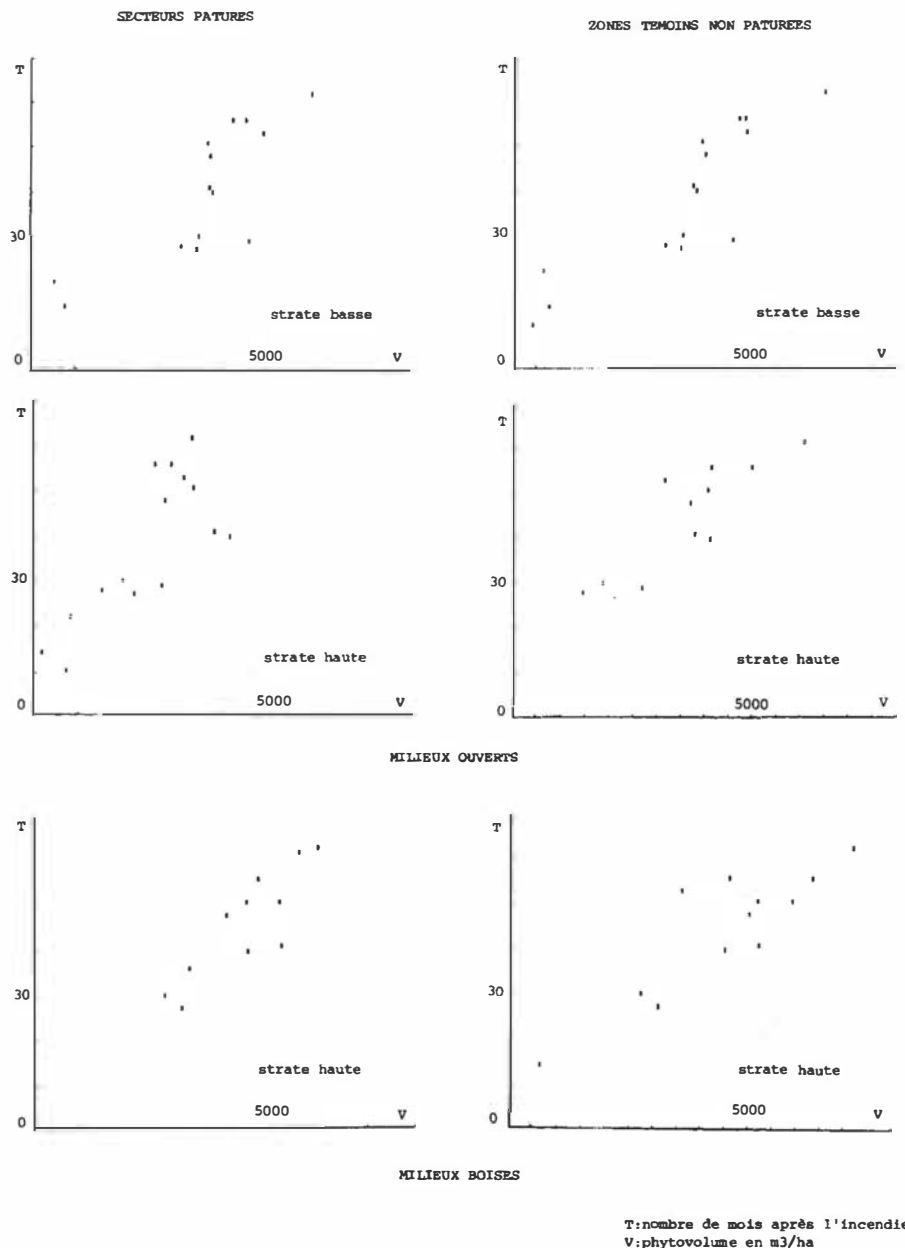 SECTEURS PATURES
ZONES TEMOINS NON PATUREES
T
T
30
30
strate basse
strate basse
0
5000
V
0
5000
V
T
T
30
30
strate haute
strate haute
0
5000
V
0
5000
V
MILIEUX OUVERTS
T
T
30
30
strate haute
strate haute
0
5000
V
0
5000
V
MILIEUX BOISES
T:nombre de mois après l'incendie
V:phytovolume en m3/ha